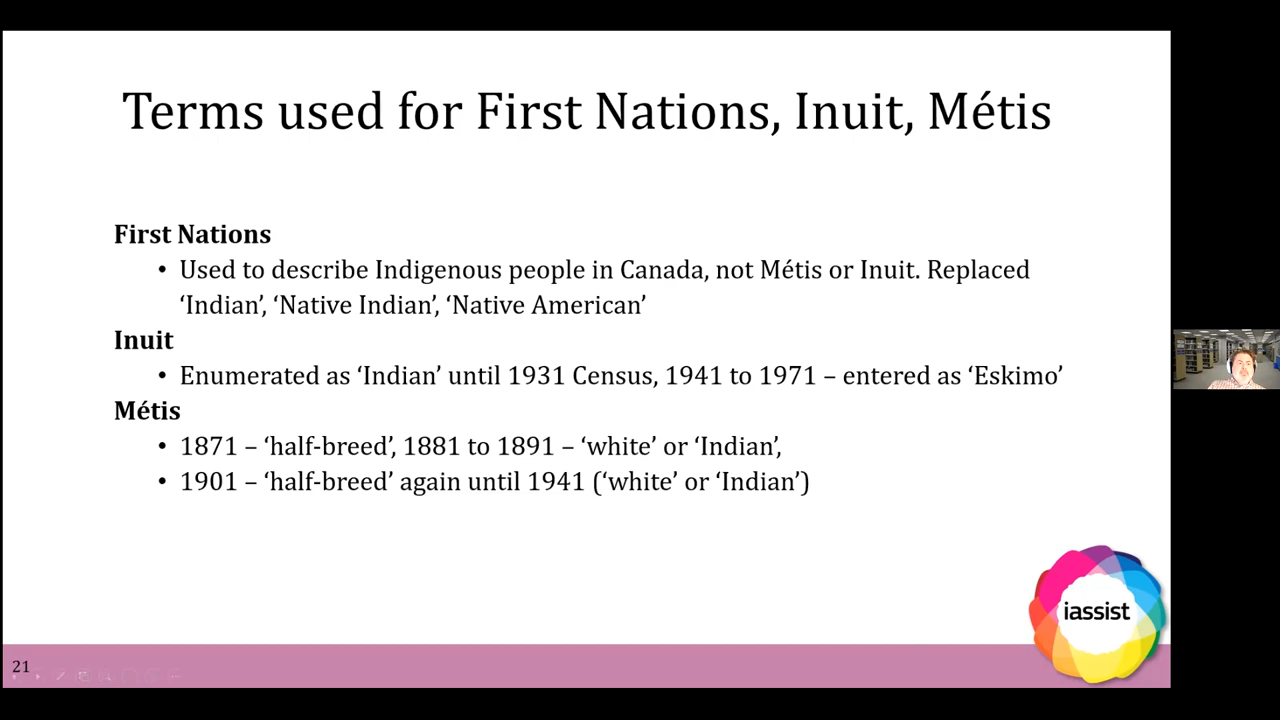 Terms used for First Nations, Inuit, Métis
First Nations
• Used to describe Indigenous people in Canada, not Métis or Inuit. Replaced
‘Indian’, ‘Native Indian’, ‘Native American’
Inuit
• Enumerated as ‘Indian’ until 1931 Census, 1941 to 1971 – entered as ‘Eskimo’
Métis
• 1871 – ‘half-breed’, 1881 to 1891 – ‘white’ or ‘Indian’,
• 1901 – ‘half-breed’ again until 1941 (‘white’ or ‘Indian’)
iassist
21